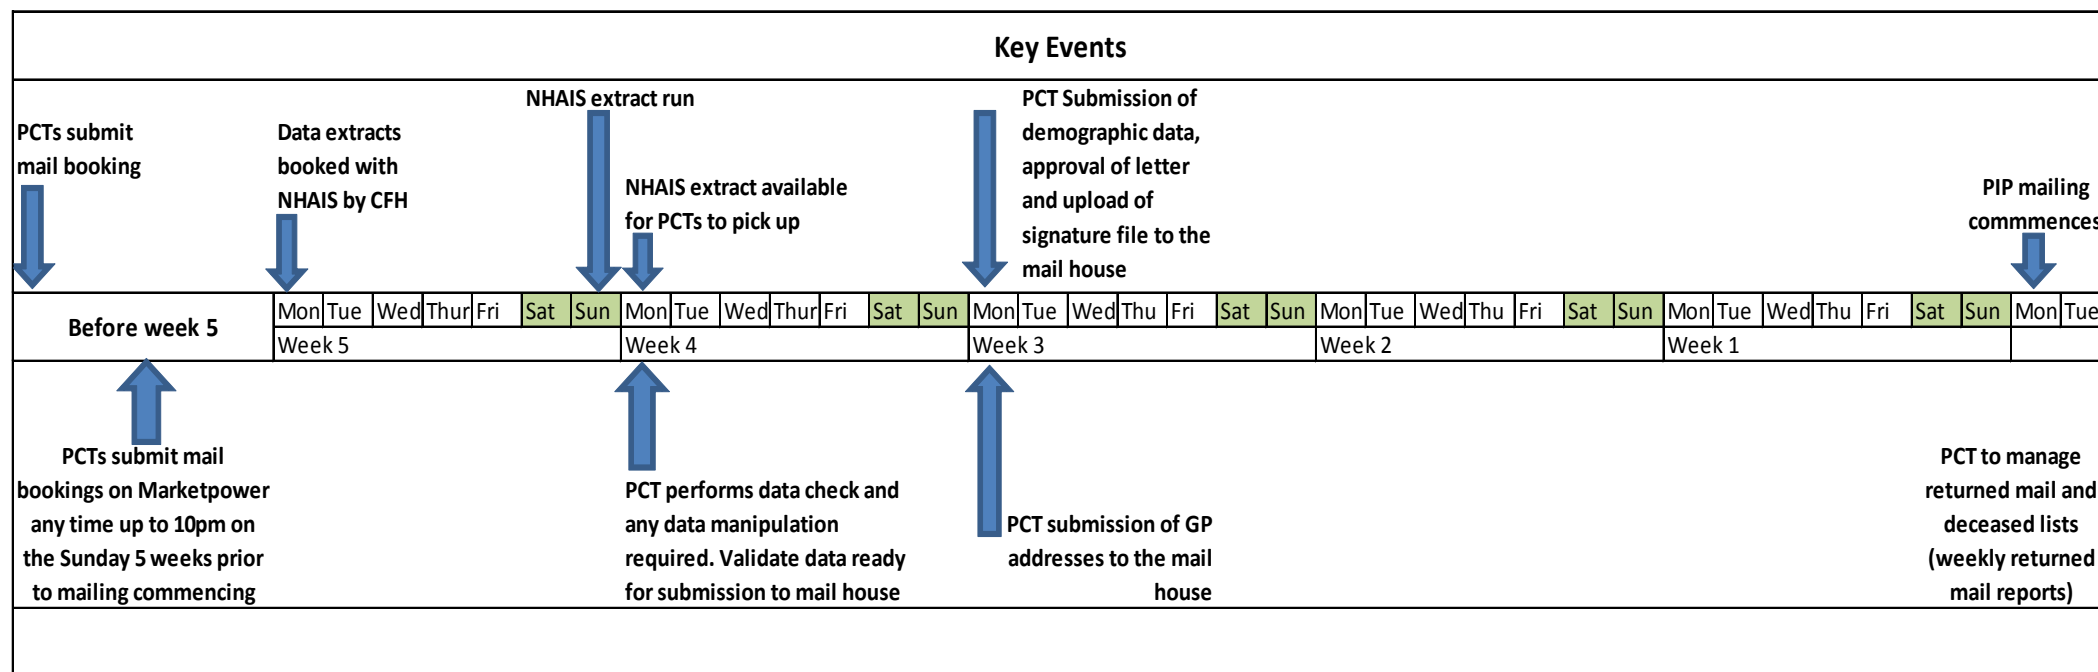 Key Events
PCTs submit
mail booking
Data extracts
booked with
NHAIS by CFH
NHAIS extract run
NHAIS extract available
for PCTs to pick up
PCT Submission of
demographic data,
approval of letter
and upload of
signature file to the
mail house
PIP mailing
commmences
Before week 5
Mon Tue Wed Thur Fri Sat Sun Mon Tue Wed Thur Fri Sat Sun Mon Tue Wed Thu Fri Sat Sun Mon Tue Wed Thu Fri Sat Sun Mon Tue Wed Thu Fri Sat Sun Mon Tue
Week 5 Week 4 Week 3 Week 2 Week 1
PCTs submit mail
bookings on Marketpower
any time up to 10pm on
the Sunday 5 weeks prior
to mailing commencing
PCT performs data check and
any data manipulation
required. Validate data ready
for submission to mail house
PCT submission of GP
addresses to the mail
house
PCT to manage
returned mail and
deceased lists
(weekly returned
mail reports)